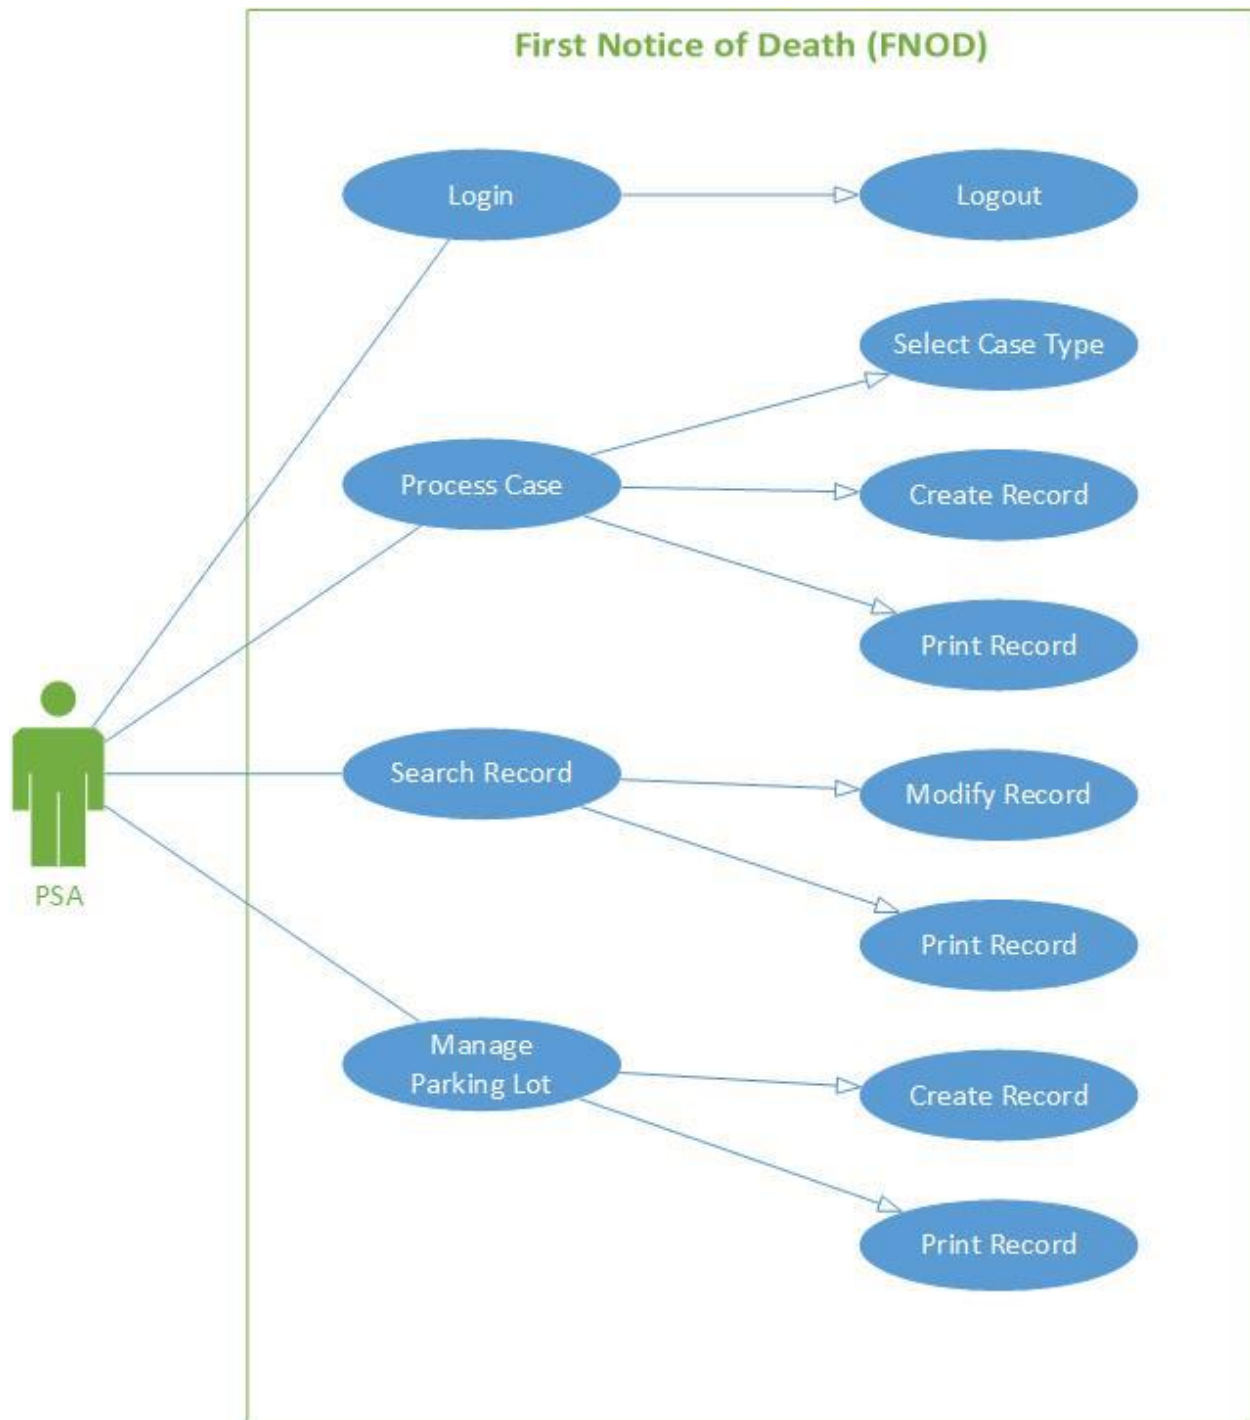 First Notice of Death (FNOD)
Login
Logout
Select Case Type
Process Case
Create Record
Print Record
Search Record
Modify Record
PSA
Print Record
Manage
Parking Lot
Create Record
Print Record